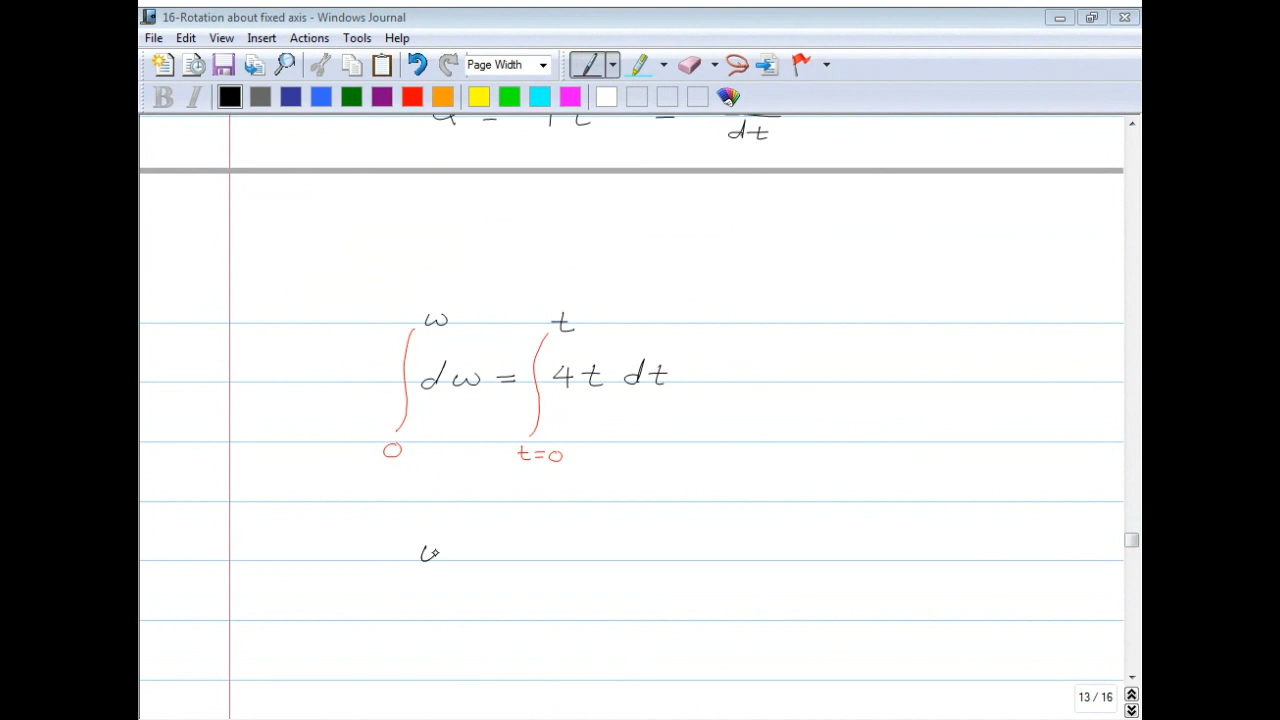 16-Rotation about fixed axis - Windows Journal
File Edit View Insert Actions Tools Help
Page Width
B I
dt
ω t
∫ dω = ∫ 4t dt
0 t=0
13 / 16